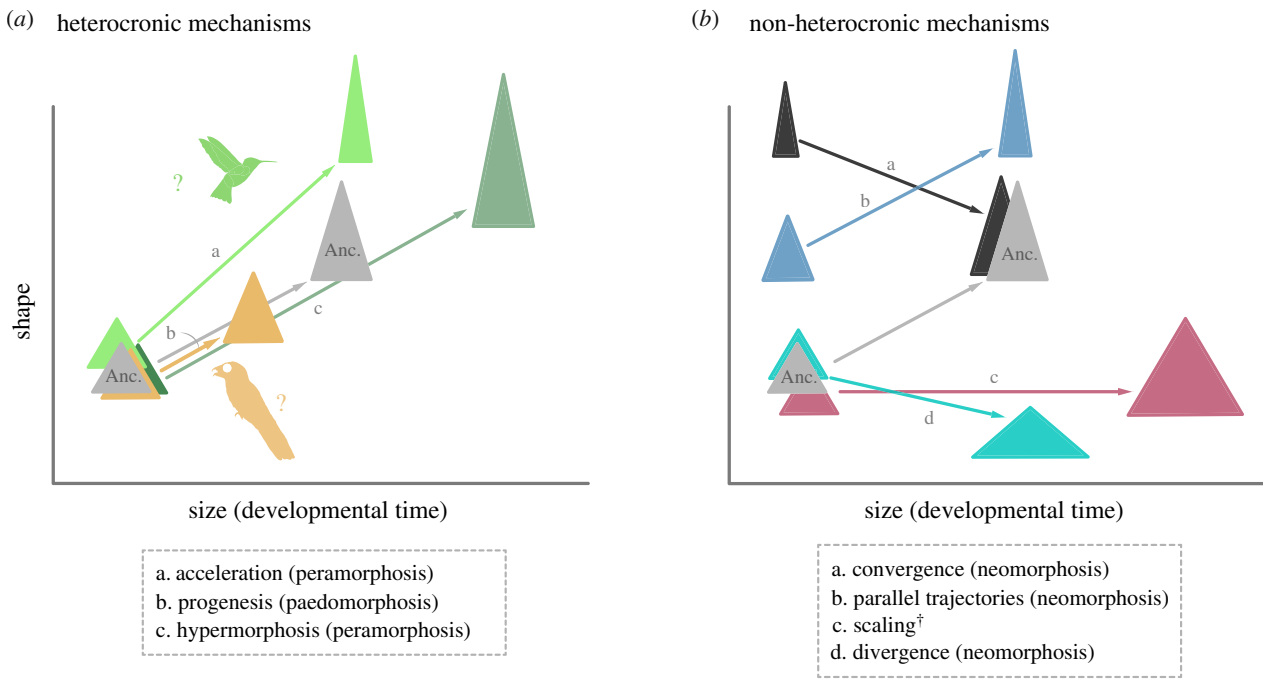 (a) heterocronic mechanisms
?
a
Anc.
b
c
Anc.
?
shape
size (developmental time)
a. acceleration (peramorphosis)
b. progenesis (paedomorphosis)
c. hypermorphosis (peramorphosis)
(b) non-heterocronic mechanisms
a
b
Anc.
Anc.
c
d
size (developmental time)
a. convergence (neomorphosis)
b. parallel trajectories (neomorphosis)
c. scaling†
d. divergence (neomorphosis)